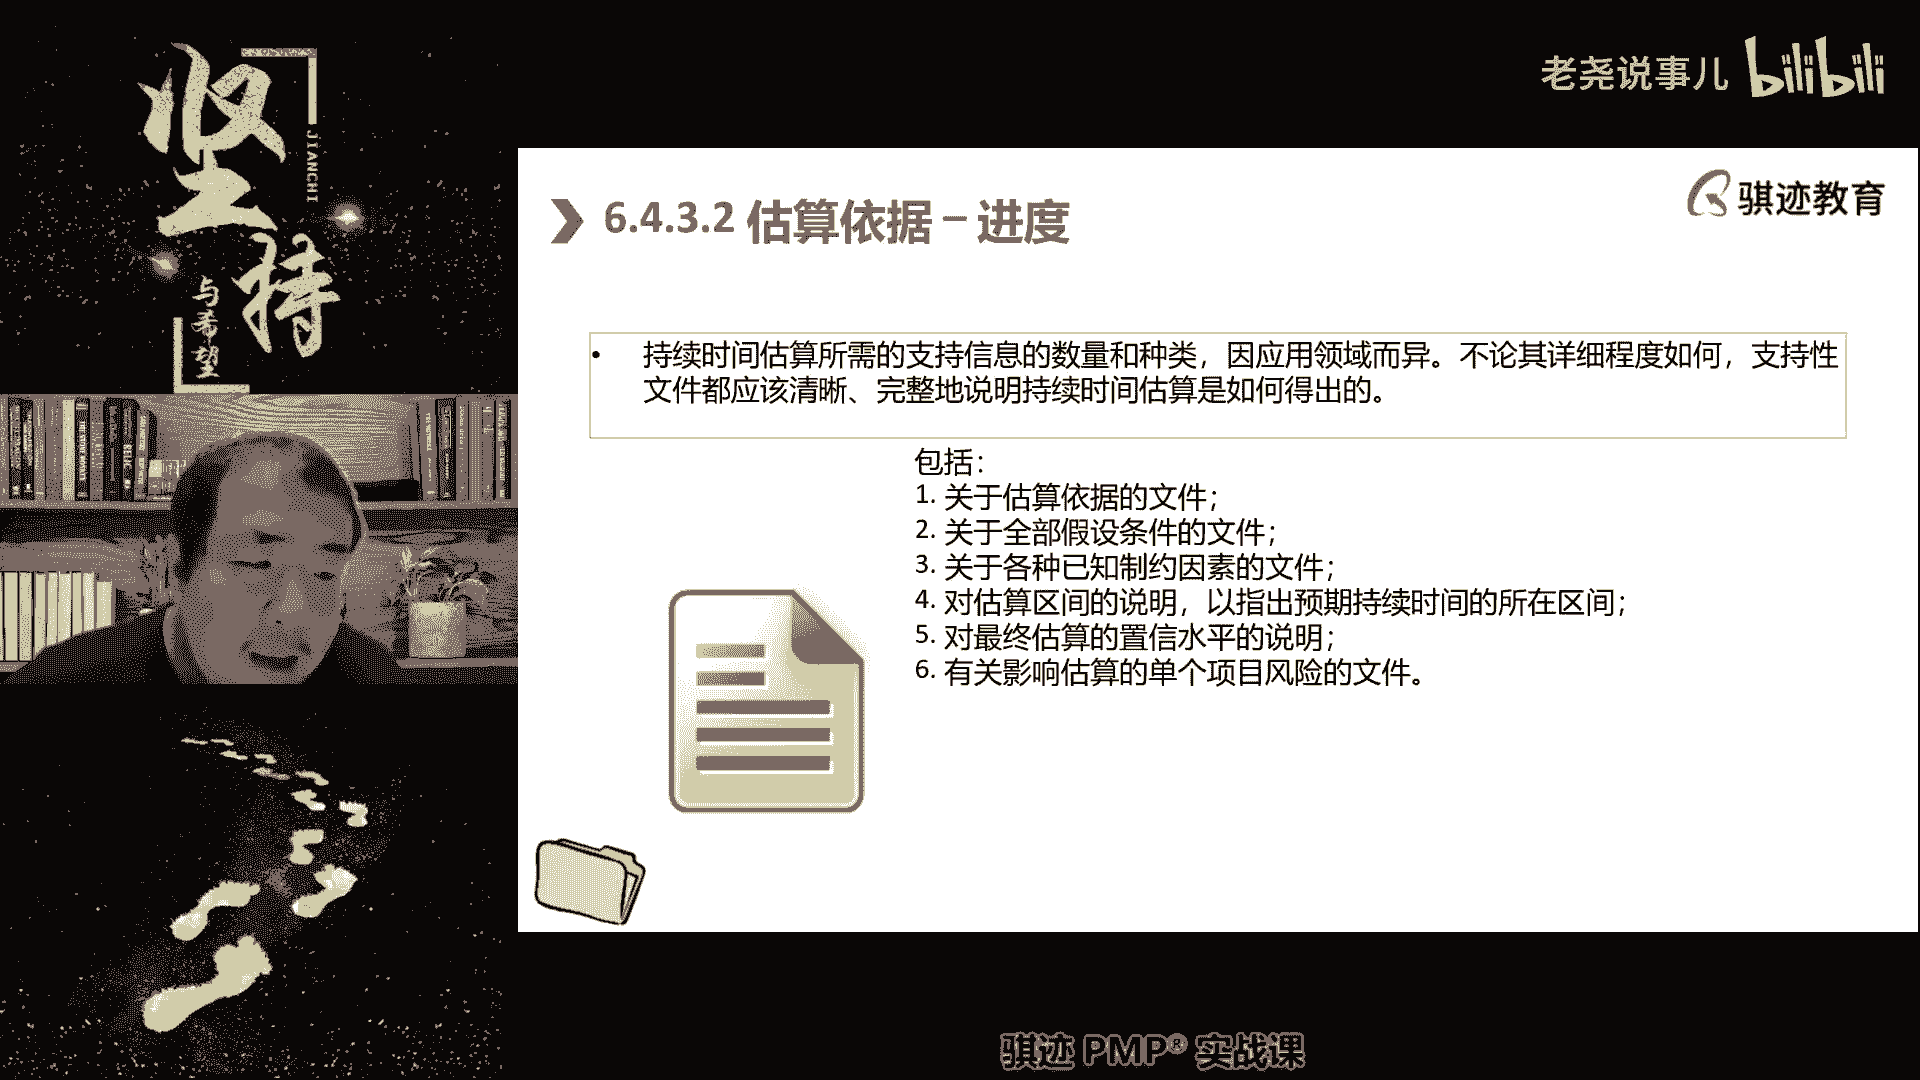 坚持
JIANCHI
与希望
老尧说事儿 bilibili
骐迹教育
6.4.3.2 估算依据 – 进度
• 持续时间估算所需的支持信息的数量和种类，因应用领域而异。不论其详细程度如何，支持性
文件都应该清晰、完整地说明持续时间估算是如何得出的。
包括：
1. 关于估算依据的文件；
2. 关于全部假设条件的文件；
3. 关于各种已知制约因素的文件；
4. 对估算区间的说明，以指出预期持续时间的所在区间；
5. 对最终估算的置信水平的说明；
6. 有关影响估算的单个项目风险的文件。
骐迹 PMP® 实战课